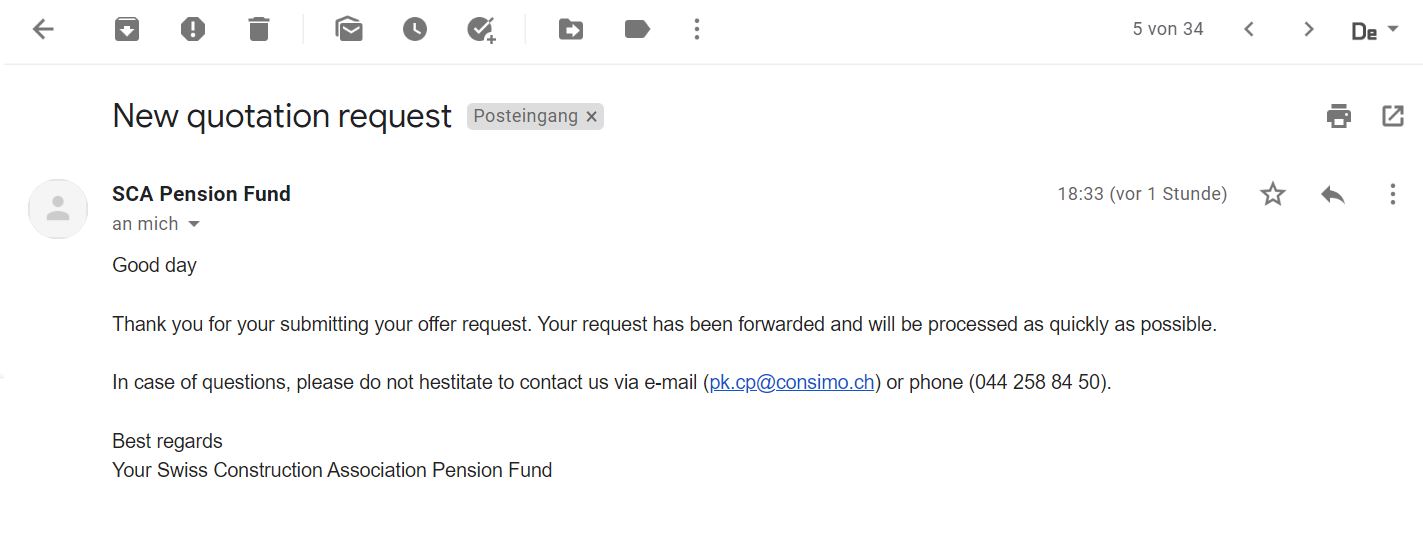 5 von 34
De
New quotation request Posteingang ×
SCA Pension Fund
18:33 (vor 1 Stunde)
an mich
Good day
Thank you for your submitting your offer request. Your request has been forwarded and will be processed as quickly as possible.
In case of questions, please do not hestitate to contact us via e-mail (pk.cp@consimo.ch) or phone (044 258 84 50).
Best regards
Your Swiss Construction Association Pension Fund